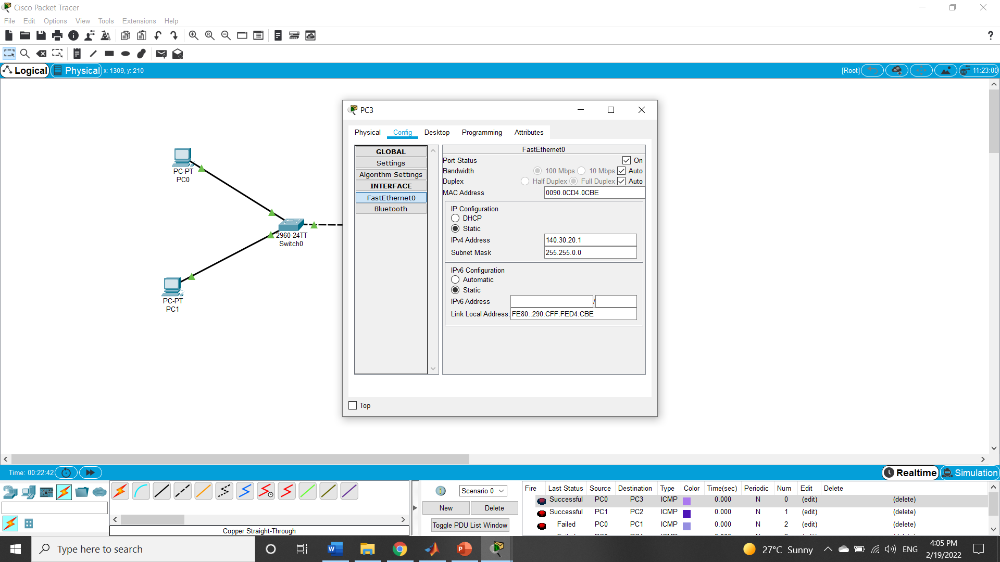 Cisco Packet Tracer
File Edit Options View Tools Extensions Help
?
Logical Physical x: 1309, y: 210 [Root] 11:23:00
PC-PT
PC0
2960-24TT
Switch0
PC-PT
PC1
PC3
Physical Config Desktop Programming Attributes
GLOBAL
Settings
Algorithm Settings
INTERFACE
FastEthernet0
Bluetooth
FastEthernet0
Port Status On
Bandwidth 100 Mbps 10 Mbps Auto
Duplex Half Duplex Full Duplex Auto
MAC Address 0090.0CD4.0CBE
IP Configuration
DHCP
Static
IPv4 Address 140.30.20.1
Subnet Mask 255.255.0.0
IPv6 Configuration
Automatic
Static
IPv6 Address /
Link Local Address: FE80::290:CFF:FED4:CBE
Top
Time: 00:22:42 Realtime Simulation
Scenario 0
New Delete
Toggle PDU List Window
Copper Straight-Through
Fire Last Status Source Destination Type Color Time(sec) Periodic Num Edit Delete
Successful PC0 PC3 ICMP 0.000 N 0 (edit) (delete)
Successful PC1 PC2 ICMP 0.000 N 1 (edit) (delete)
Failed PC0 PC1 ICMP 0.000 N 2 (edit) (delete)
Type here to search
27°C Sunny ENG
4:05 PM
2/19/2022